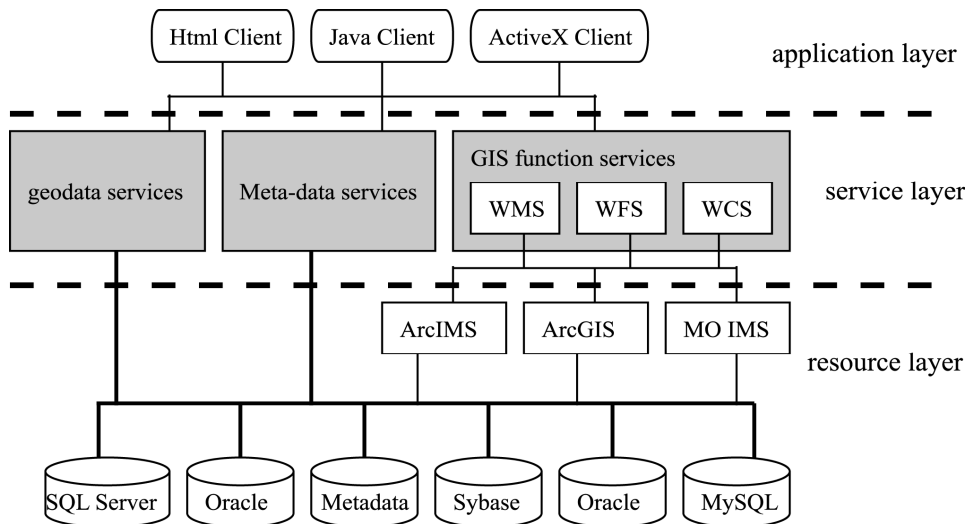 Html Client
Java Client
ActiveX Client
application layer
geodata services
Meta-data services
GIS function services
WMS
WFS
WCS
service layer
ArcIMS
ArcGIS
MO IMS
resource layer
SQL Server
Oracle
Metadata
Sybase
Oracle
MySQL